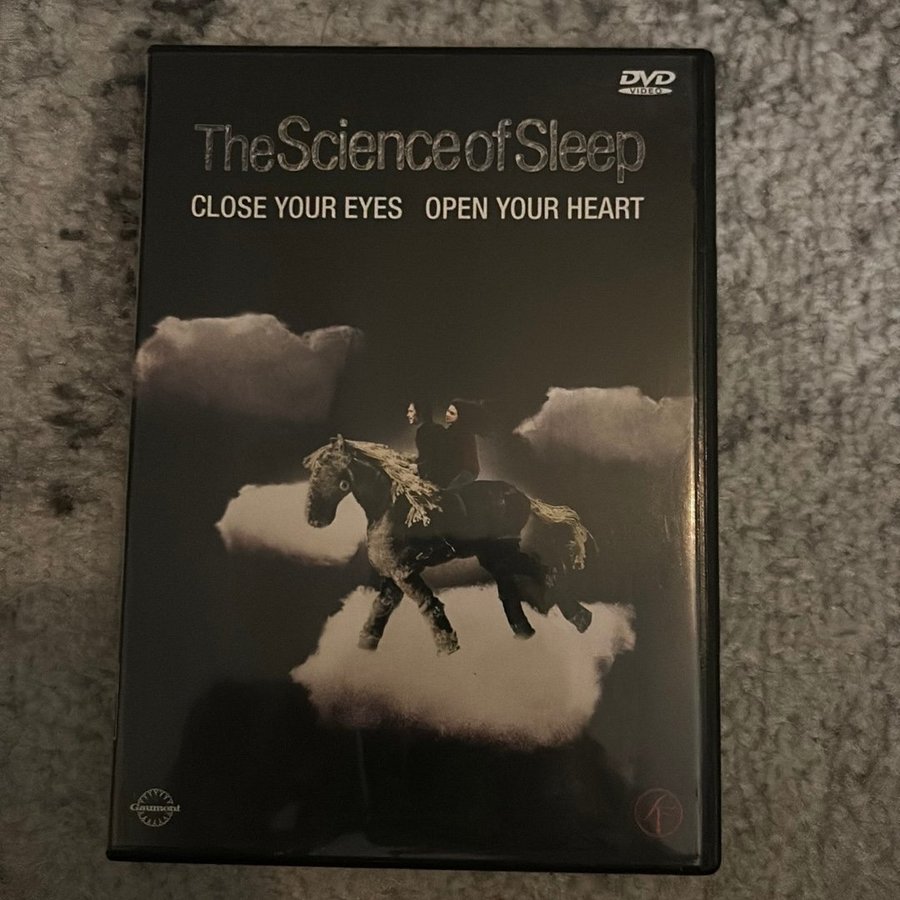 DVD
VIDEO
The Science of Sleep
CLOSE YOUR EYES OPEN YOUR HEART
Gaumont